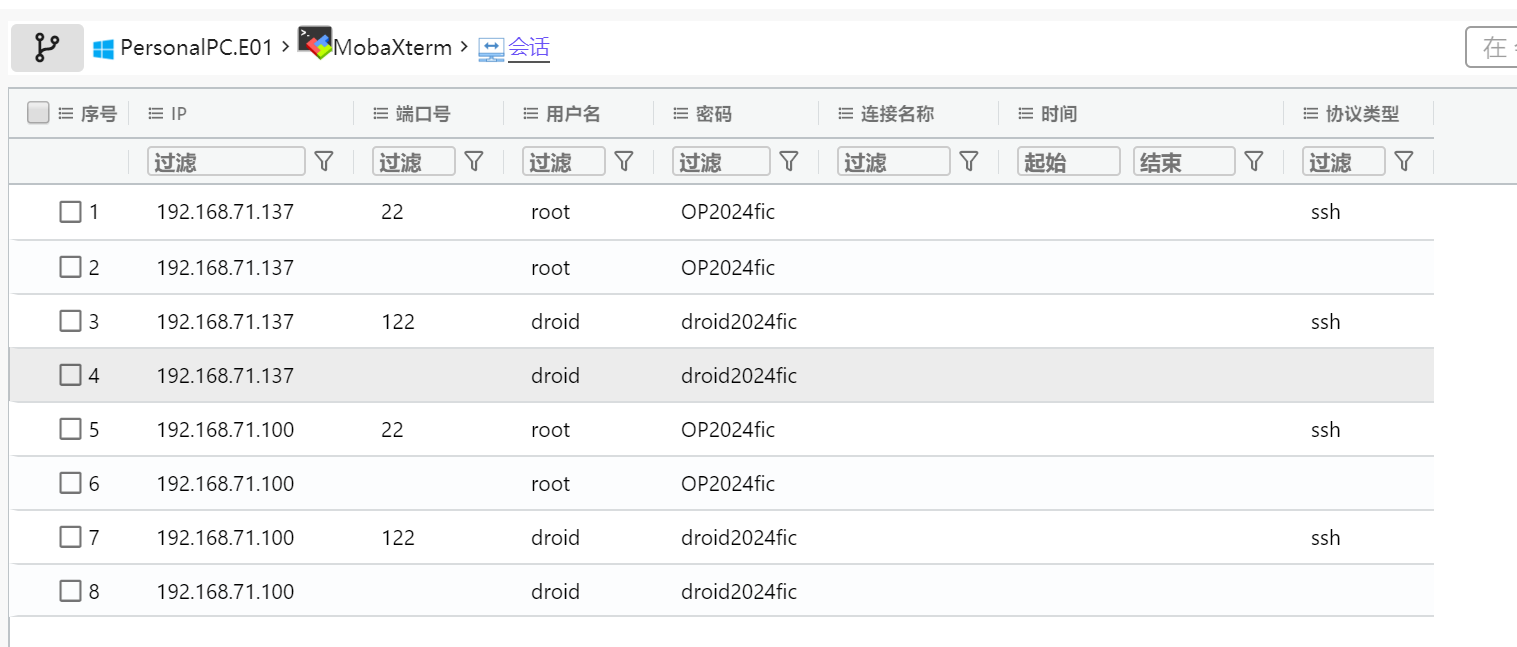 PersonalPC.E01 > MobaXterm > 会话 在
序号 IP 端口号 用户名 密码 连接名称 时间 协议类型
过滤 过滤 过滤 过滤 过滤 起始 结束 过滤
1 192.168.71.137 22 root OP2024fic ssh
2 192.168.71.137 root OP2024fic
3 192.168.71.137 122 droid droid2024fic ssh
4 192.168.71.137 droid droid2024fic
5 192.168.71.100 22 root OP2024fic ssh
6 192.168.71.100 root OP2024fic
7 192.168.71.100 122 droid droid2024fic ssh
8 192.168.71.100 droid droid2024fic